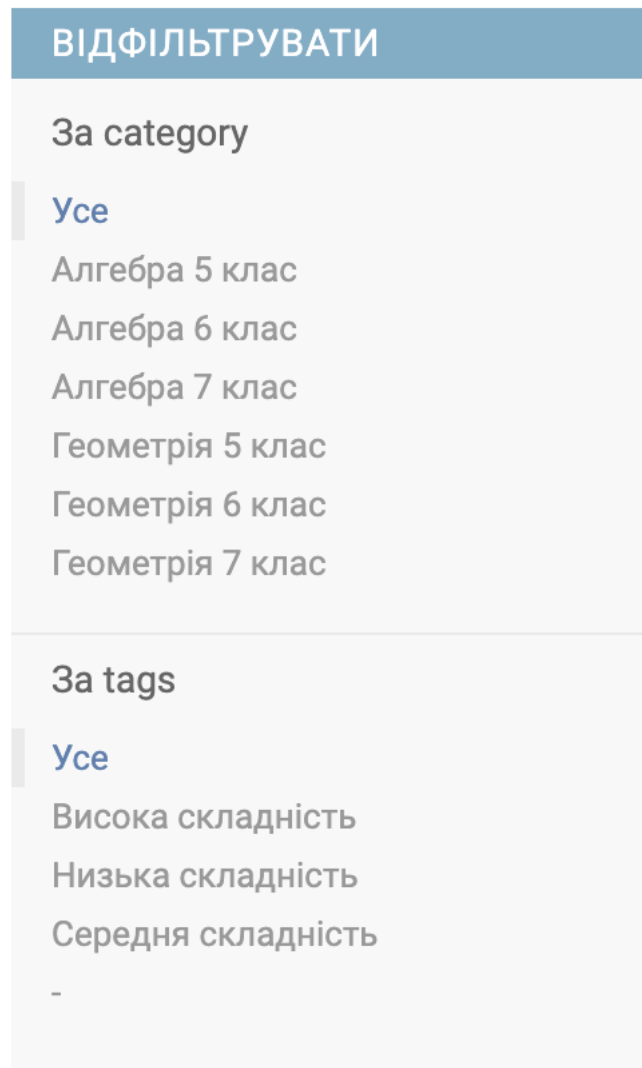 ВІДФІЛЬТРУВАТИ
За category
Усе
Алгебра 5 клас
Алгебра 6 клас
Алгебра 7 клас
Геометрія 5 клас
Геометрія 6 клас
Геометрія 7 клас
За tags
Усе
Висока складність
Низька складність
Середня складність
-